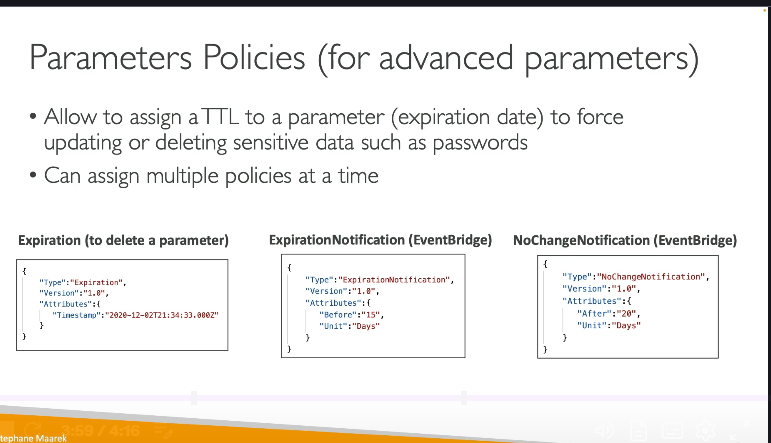 Parameters Policies (for advanced parameters)
• Allow to assign a TTL to a parameter (expiration date) to force
updating or deleting sensitive data such as passwords
• Can assign multiple policies at a time
Expiration (to delete a parameter)
{
"Type":"Expiration",
"Version":"1.0",
"Attributes":{
"Timestamp":"2020-12-02T21:34:33.000Z"
}
}
ExpirationNotification (EventBridge)
{
"Type":"ExpirationNotification",
"Version":"1.0",
"Attributes":{
"Before":"15",
"Unit":"Days"
}
}
NoChangeNotification (EventBridge)
{
"Type":"NoChangeNotification",
"Version":"1.0",
"Attributes":{
"After":"20",
"Unit":"Days"
}
}
3:59 / 4:16
tephane Maarek